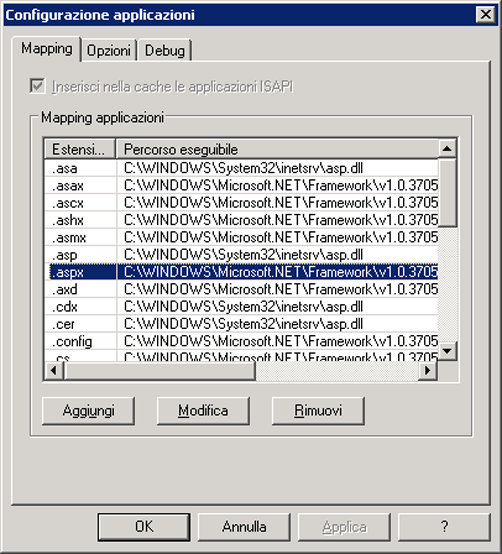 Configurazione applicazioni
Mapping Opzioni Debug
Inserisci nella cache le applicazioni ISAPI
Mapping applicazioni
Estensi... Percorso eseguibile
.asa C:\WINDOWS\System32\inetsrv\asp.dll
.asax C:\WINDOWS\Microsoft.NET\Framework\v1.0.3705
.ascx C:\WINDOWS\Microsoft.NET\Framework\v1.0.3705
.ashx C:\WINDOWS\Microsoft.NET\Framework\v1.0.3705
.asmx C:\WINDOWS\Microsoft.NET\Framework\v1.0.3705
.asp C:\WINDOWS\System32\inetsrv\asp.dll
.aspx C:\WINDOWS\Microsoft.NET\Framework\v1.0.3705
.axd C:\WINDOWS\Microsoft.NET\Framework\v1.0.3705
.cdx C:\WINDOWS\System32\inetsrv\asp.dll
.cer C:\WINDOWS\System32\inetsrv\asp.dll
.config C:\WINDOWS\Microsoft.NET\Framework\v1.0.3705
.cs C:\WINDOWS\Microsoft.NET\Framework\v1.0.3705
Aggiungi Modifica Rimuovi
OK Annulla Applica ?